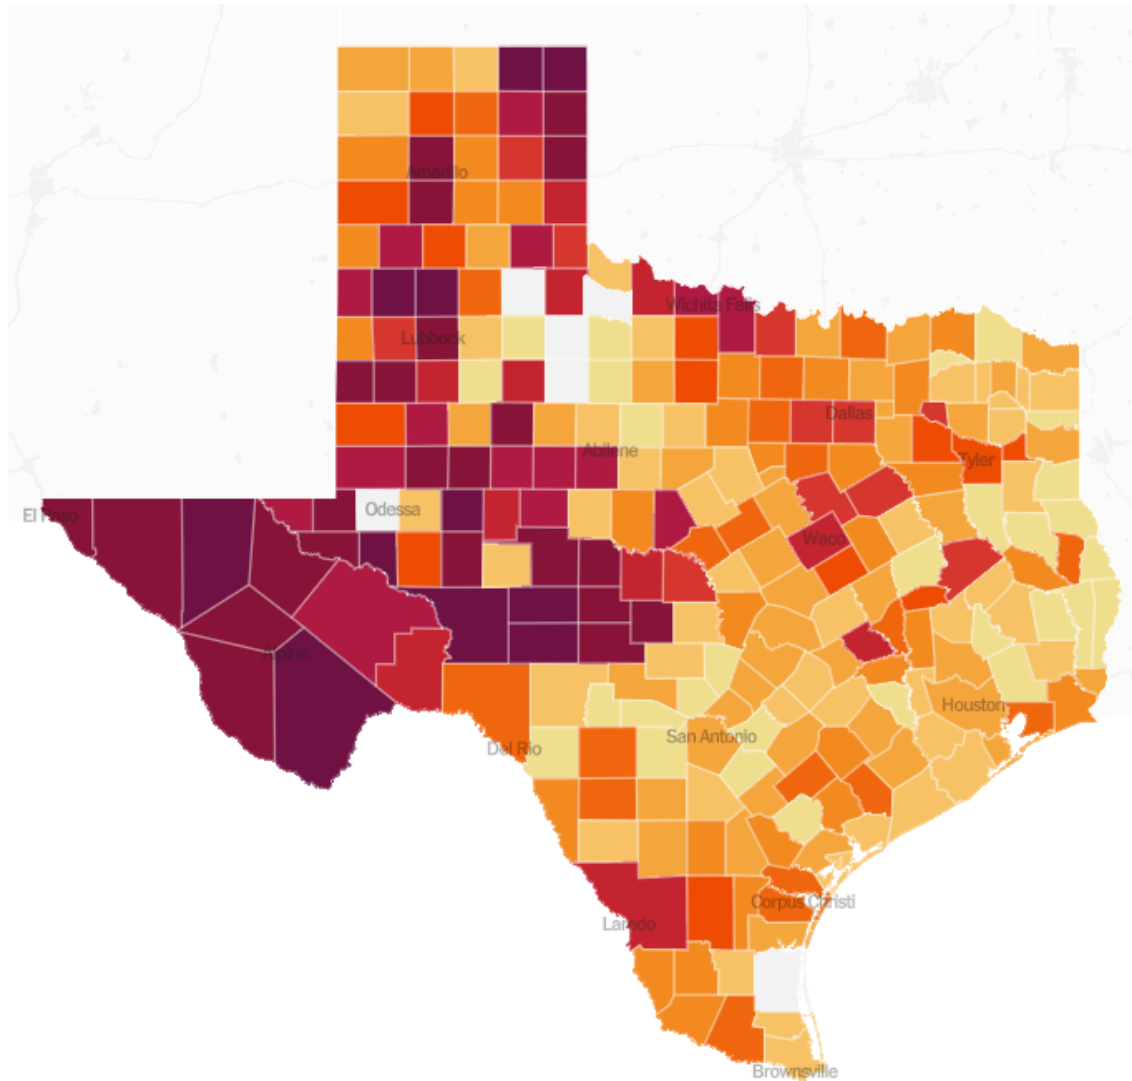 Amarillo
Wichita Falls
Lubbock
Dallas
Abilene
Tyler
Odessa
El Paso
Waco
Alpine
Houston
San Antonio
Del Rio
Corpus Christi
Laredo
Brownsville